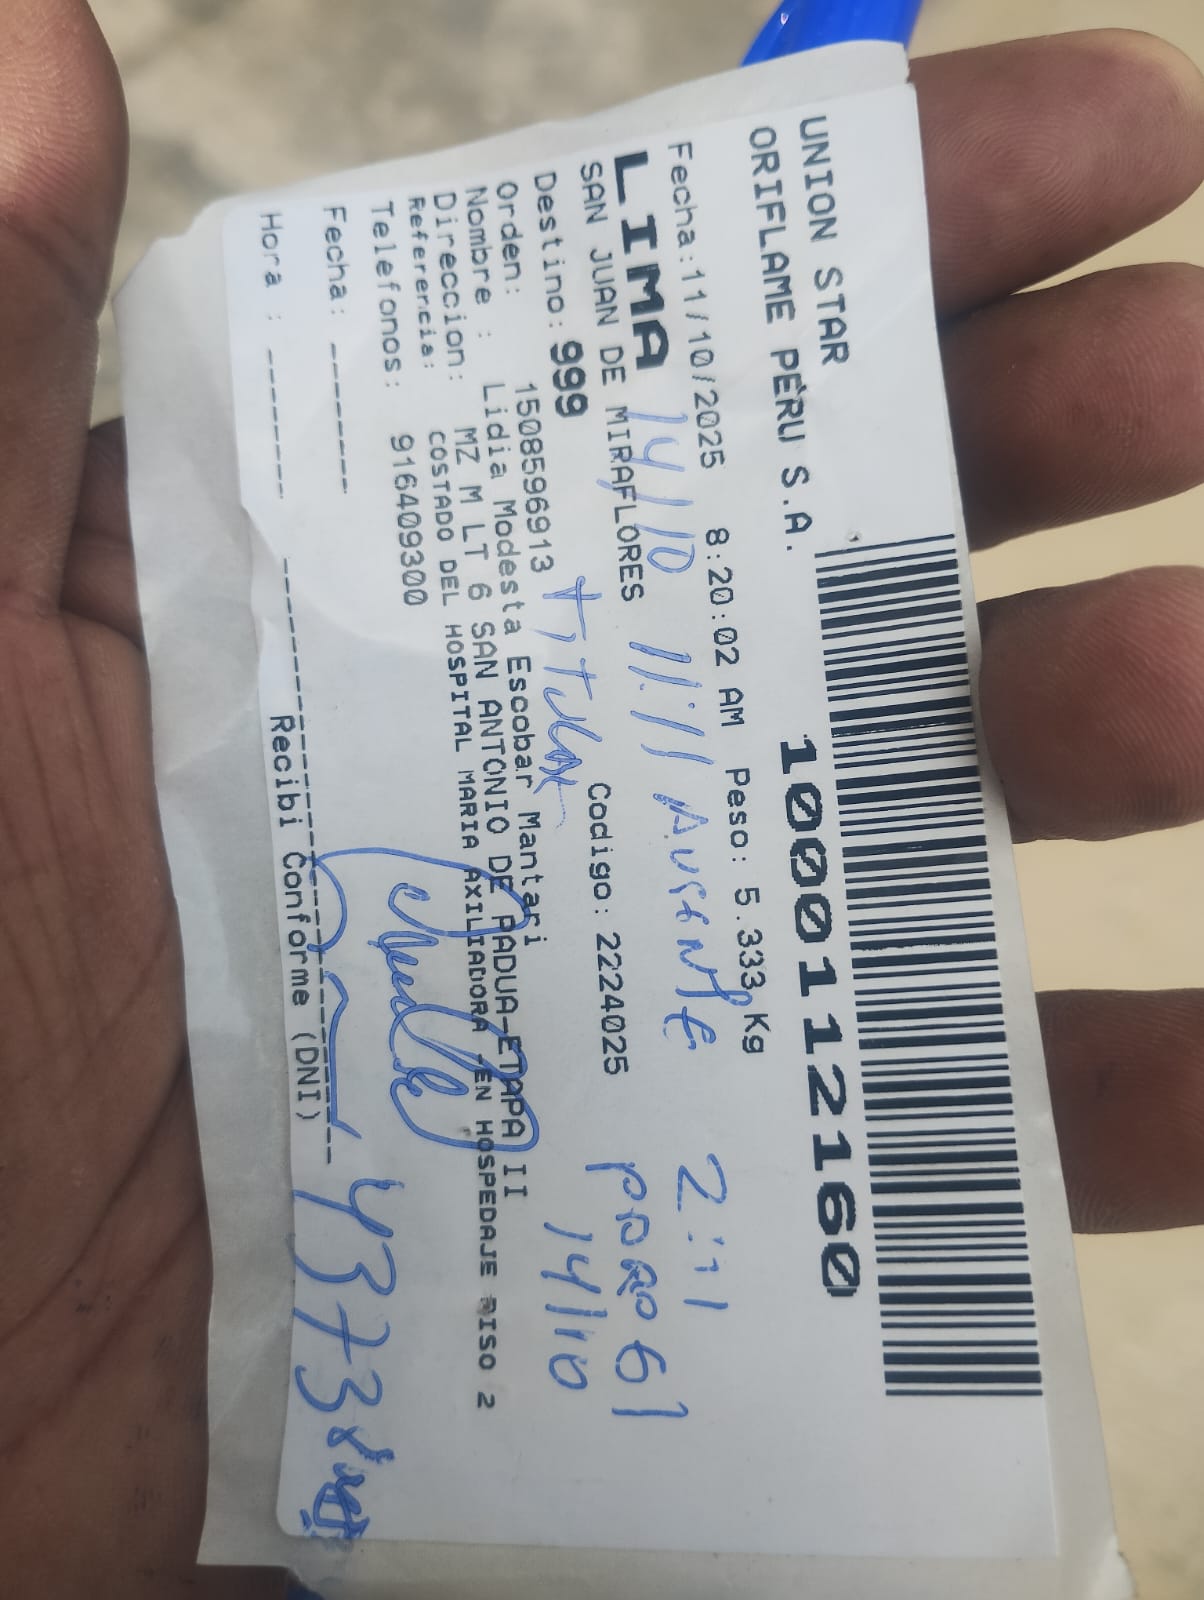 UNION STAR
ORIFLAME PERU S.A.
1000112160
Fecha:11/10/2025 8:20:02 AM Peso: 5.333 Kg
LIMA 14/10 11:11 AUSENTE 2:11
SAN JUAN DE MIRAFLORES
Destino: 999 Codigo: 2224025
Titular 14/10
Orden: 1508596913
Nombre : Lidia Modesta Escobar Mantari
Direccion: MZ M LT 6 SAN ANTONIO DE PADUA-ETAPA II
Referencia: COSTADO DEL HOSPITAL MARIA AXILIADORA -EN HOSPEDAJE PISO 2
Telefonos: 916409300
Fecha: ------
Hora : -------
Recibi Conforme (DNI)